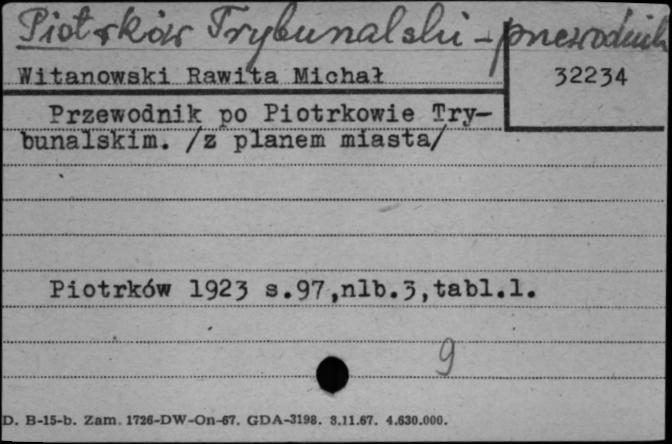 Piotrków Trybunalski - przewodnik
Witanowski Rawita Michał
32234
Przewodnik po Piotrkowie Try-
bunalskim. /z planem miasta/
Piotrków 1923 s.97,nlb.3,tabl.1.
9
D. B-15-b. Zam. 1726-DW-On-67. GDA-3198. 3.11.67. 4.630.000.